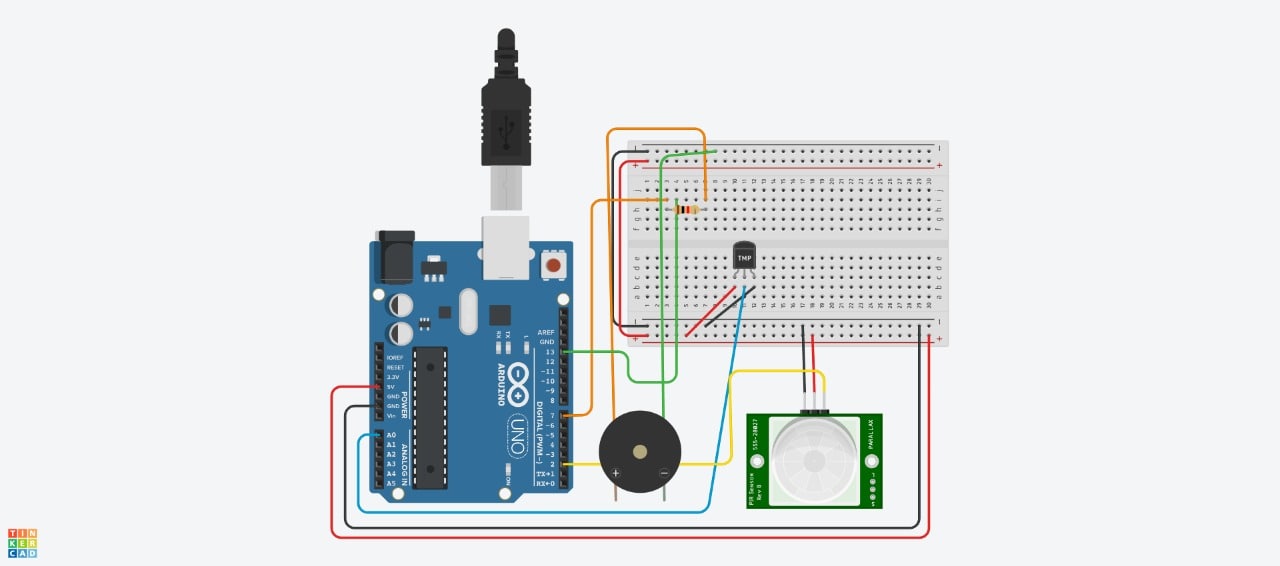 TMP
AREF
GND
13
12
~11
~10
~9
8
7
~6
~5
4
~3
2
TX→1
RX←0
DIGITAL (PWM~)
IOREF
RESET
3.3V
5V
GND
GND
Vin
POWER
A0
A1
A2
A3
A4
A5
ANALOG IN
RX
TX
L
ON
ARDUINO
UNO
555-28027
PIR Sensor
Rev B
PARALLAX
TIN
KER
CAD